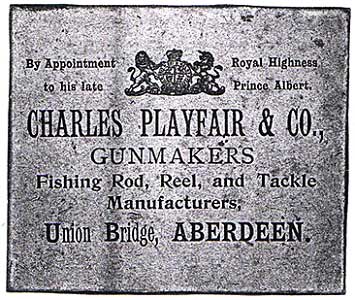 By Appointment Royal Highness,
to his late Prince Albert.
CHARLES PLAYFAIR & CO.,
GUNMAKERS
Fishing Rod, Reel, and Tackle
Manufacturers,
Union Bridge, ABERDEEN.